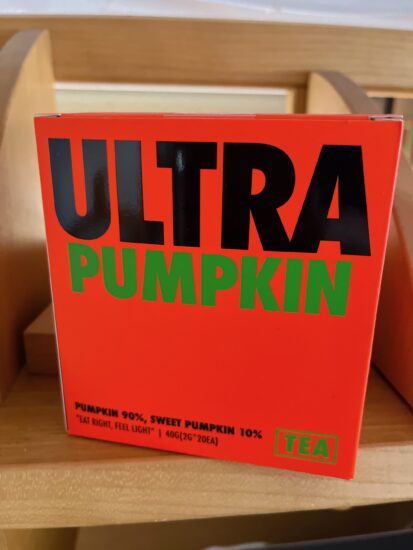 ULTRA
PUMPKIN
PUMPKIN 90%, SWEET PUMPKIN 10%
"EAT RIGHT, FEEL LIGHT" | 40G(2G*20EA)
TEA